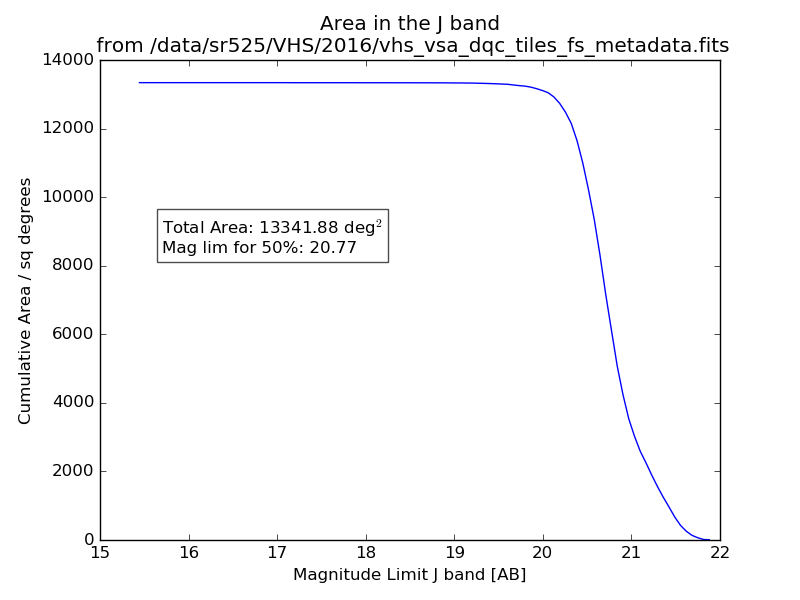 Area in the J band
from /data/sr525/VHS/2016/vhs_vsa_dqc_tiles_fs_metadata.fits
14000
12000
10000
8000
6000
4000
2000
0
Cumulative Area / sq degrees
Total Area: 13341.88 deg²
Mag lim for 50%: 20.77
15 16 17 18 19 20 21 22
Magnitude Limit J band [AB]